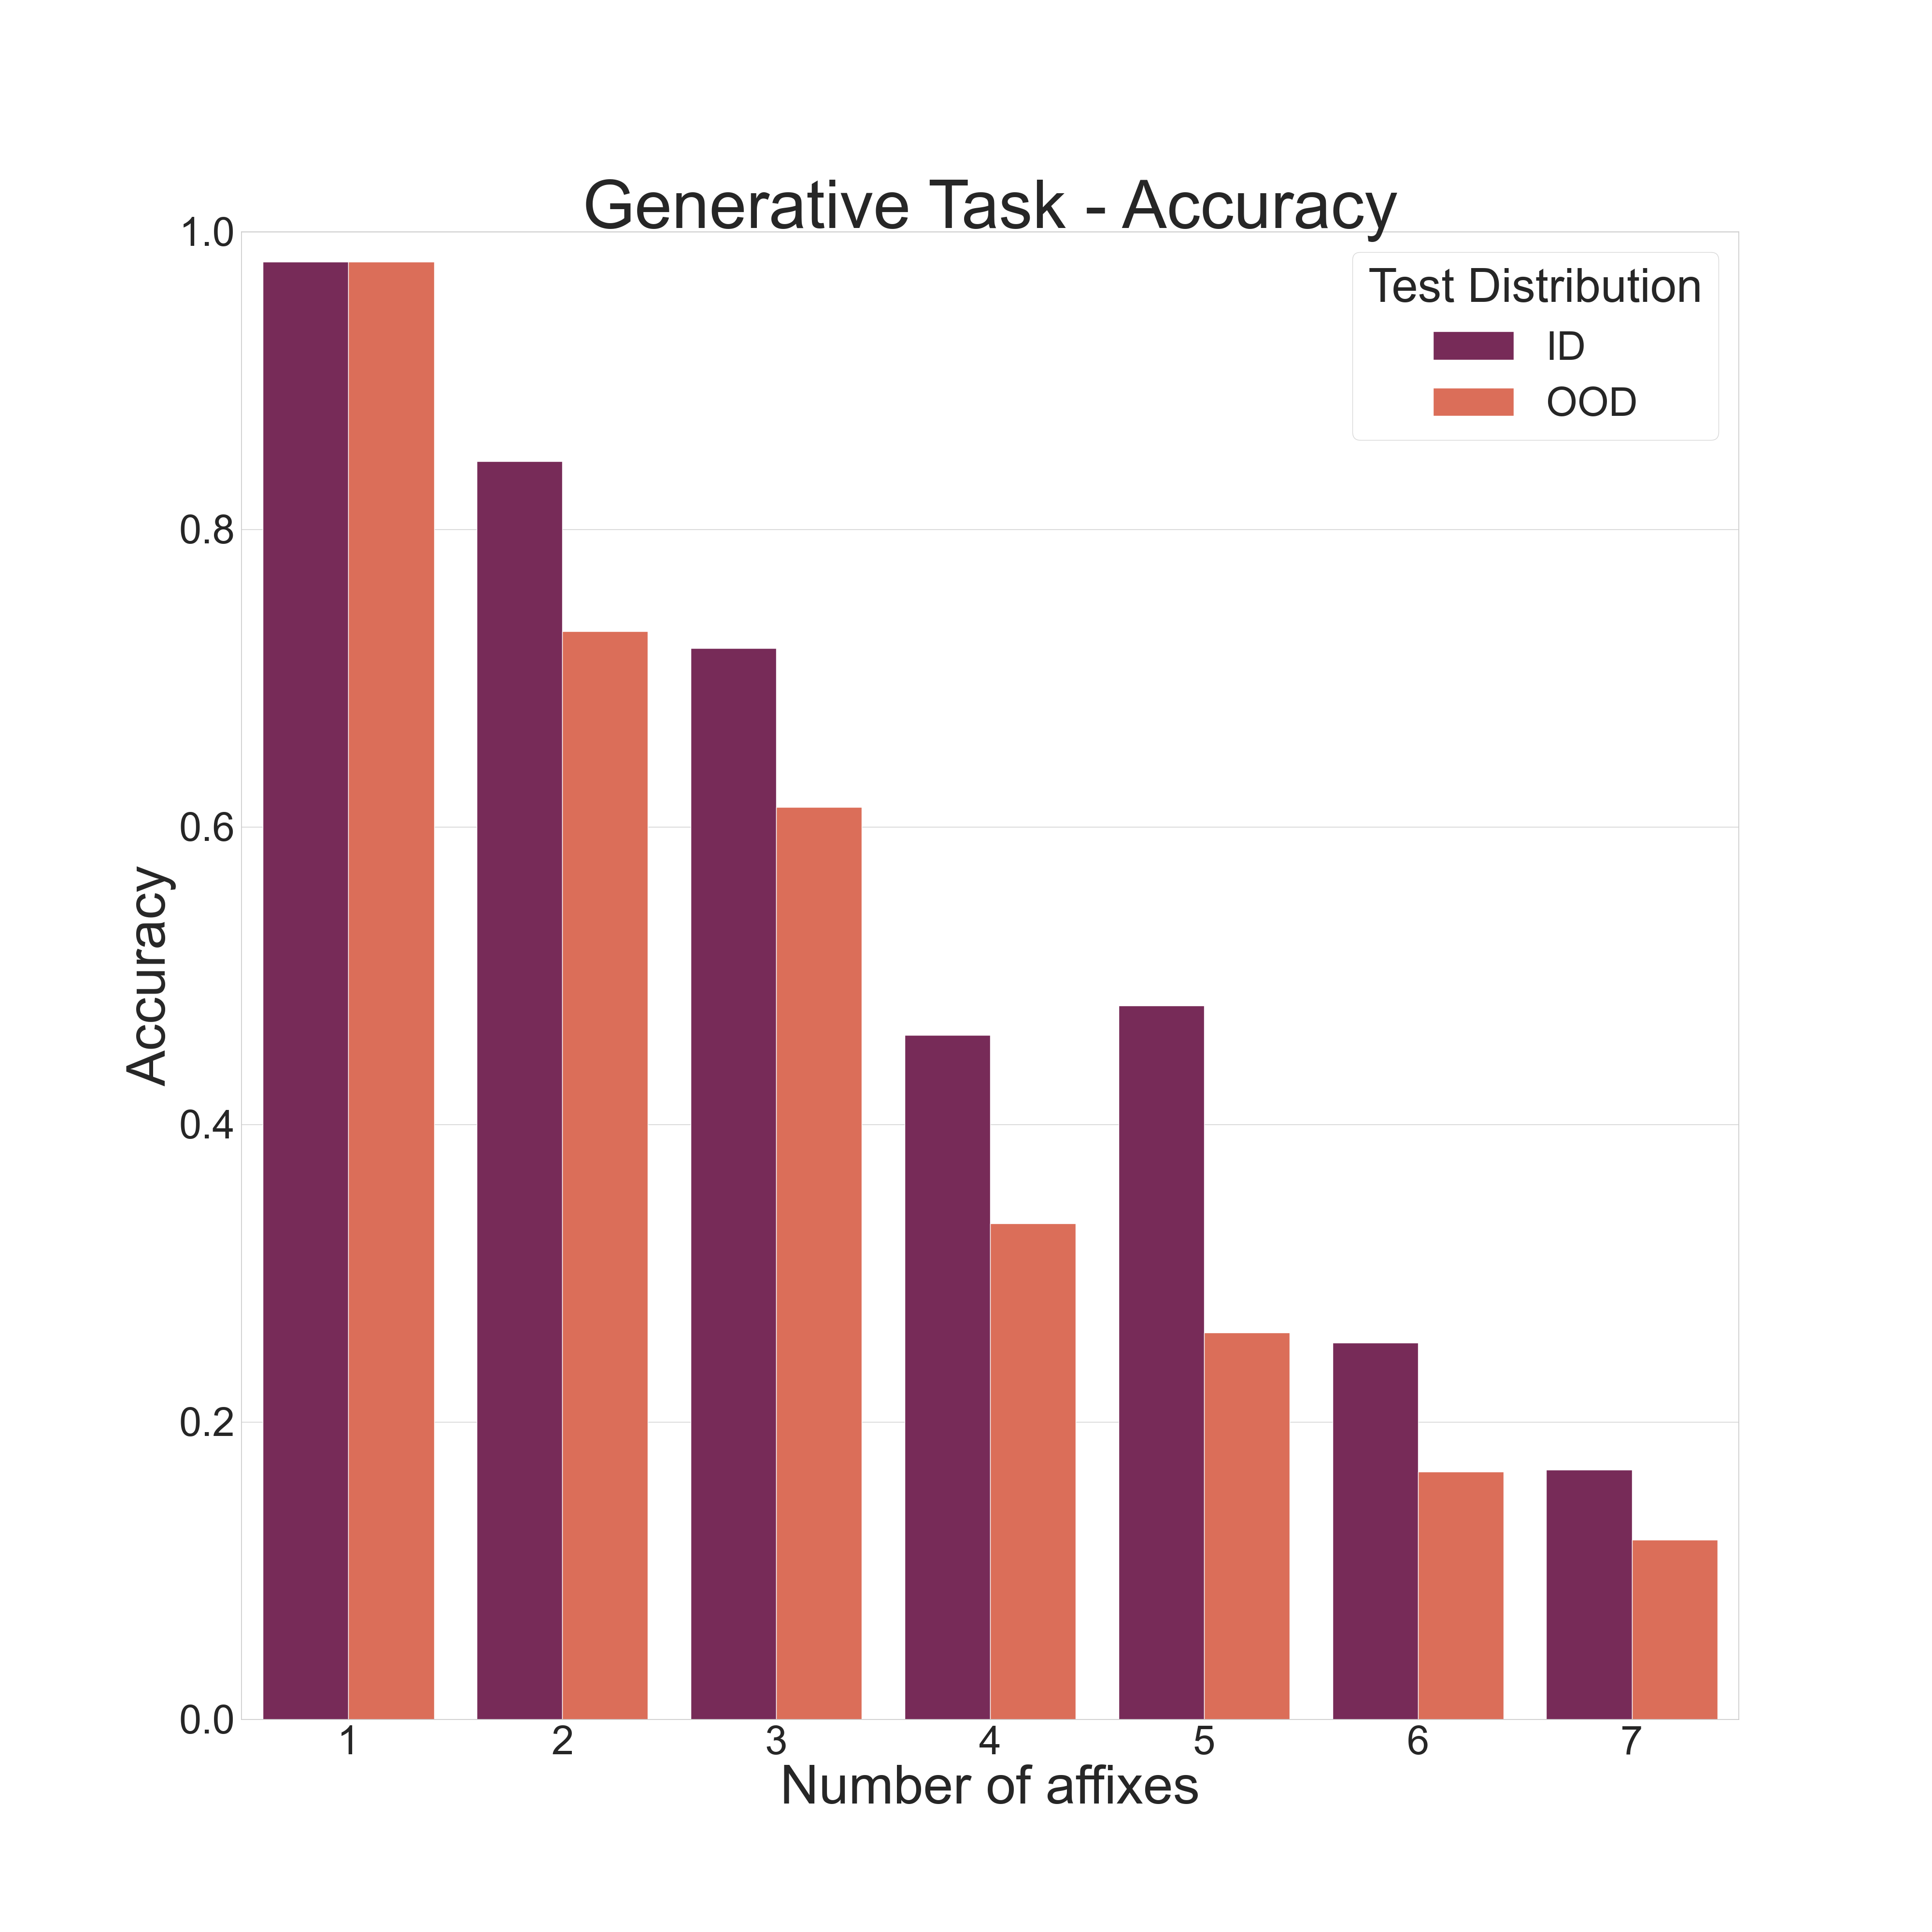 Generative Task - Accuracy
1.0
0.8
0.6
0.4
0.2
0.0
Accuracy
Test Distribution
ID
OOD
1 2 3 4 5 6 7
Number of affixes